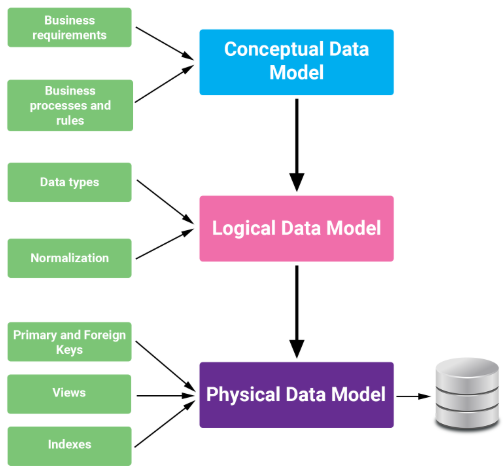 Business
requirements
Conceptual Data
Model
Business
processes and
rules
Data types
Logical Data Model
Normalization
Primary and Foreign
Keys
Views
Physical Data Model
Indexes